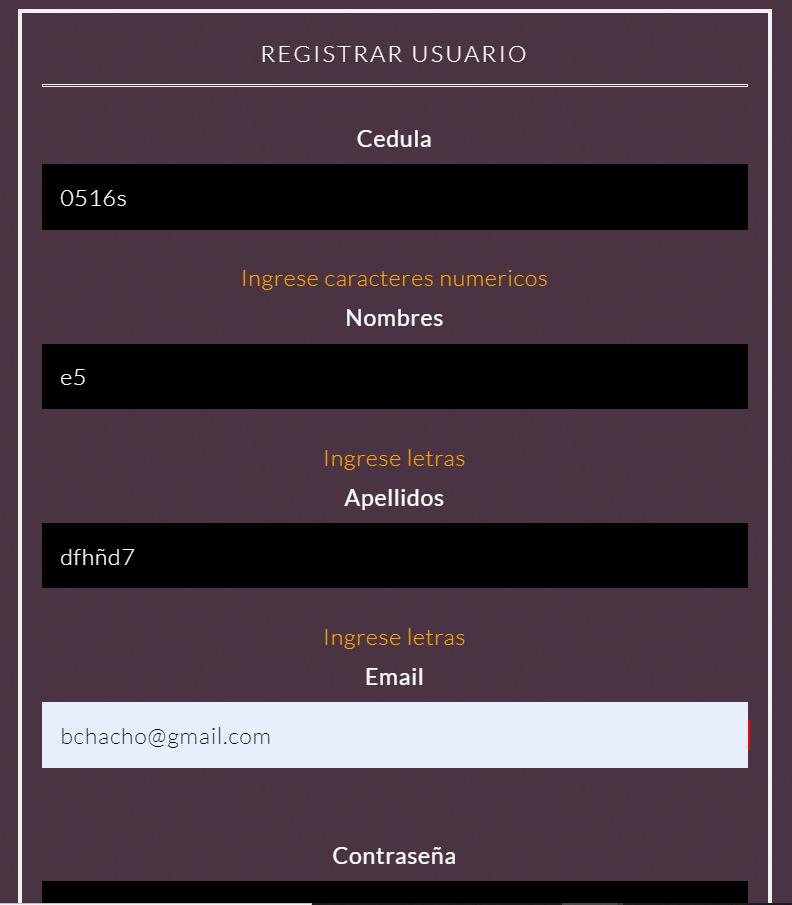 REGISTRAR USUARIO
Cedula
0516s
Ingrese caracteres numericos
Nombres
e5
Ingrese letras
Apellidos
dfhñd7
Ingrese letras
Email
bchacho@gmail.com
Contraseña